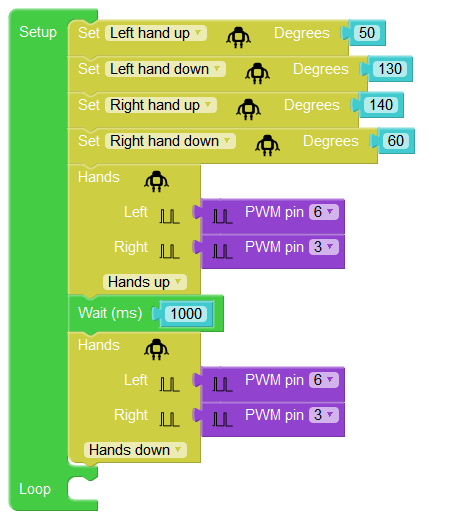 Setup Set Left hand up Degrees 50
Set Left hand down Degrees 130
Set Right hand up Degrees 140
Set Right hand down Degrees 60
Hands
Left PWM pin 6
Right PWM pin 3
Hands up
Wait (ms) 1000
Hands
Left PWM pin 6
Right PWM pin 3
Hands down
Loop